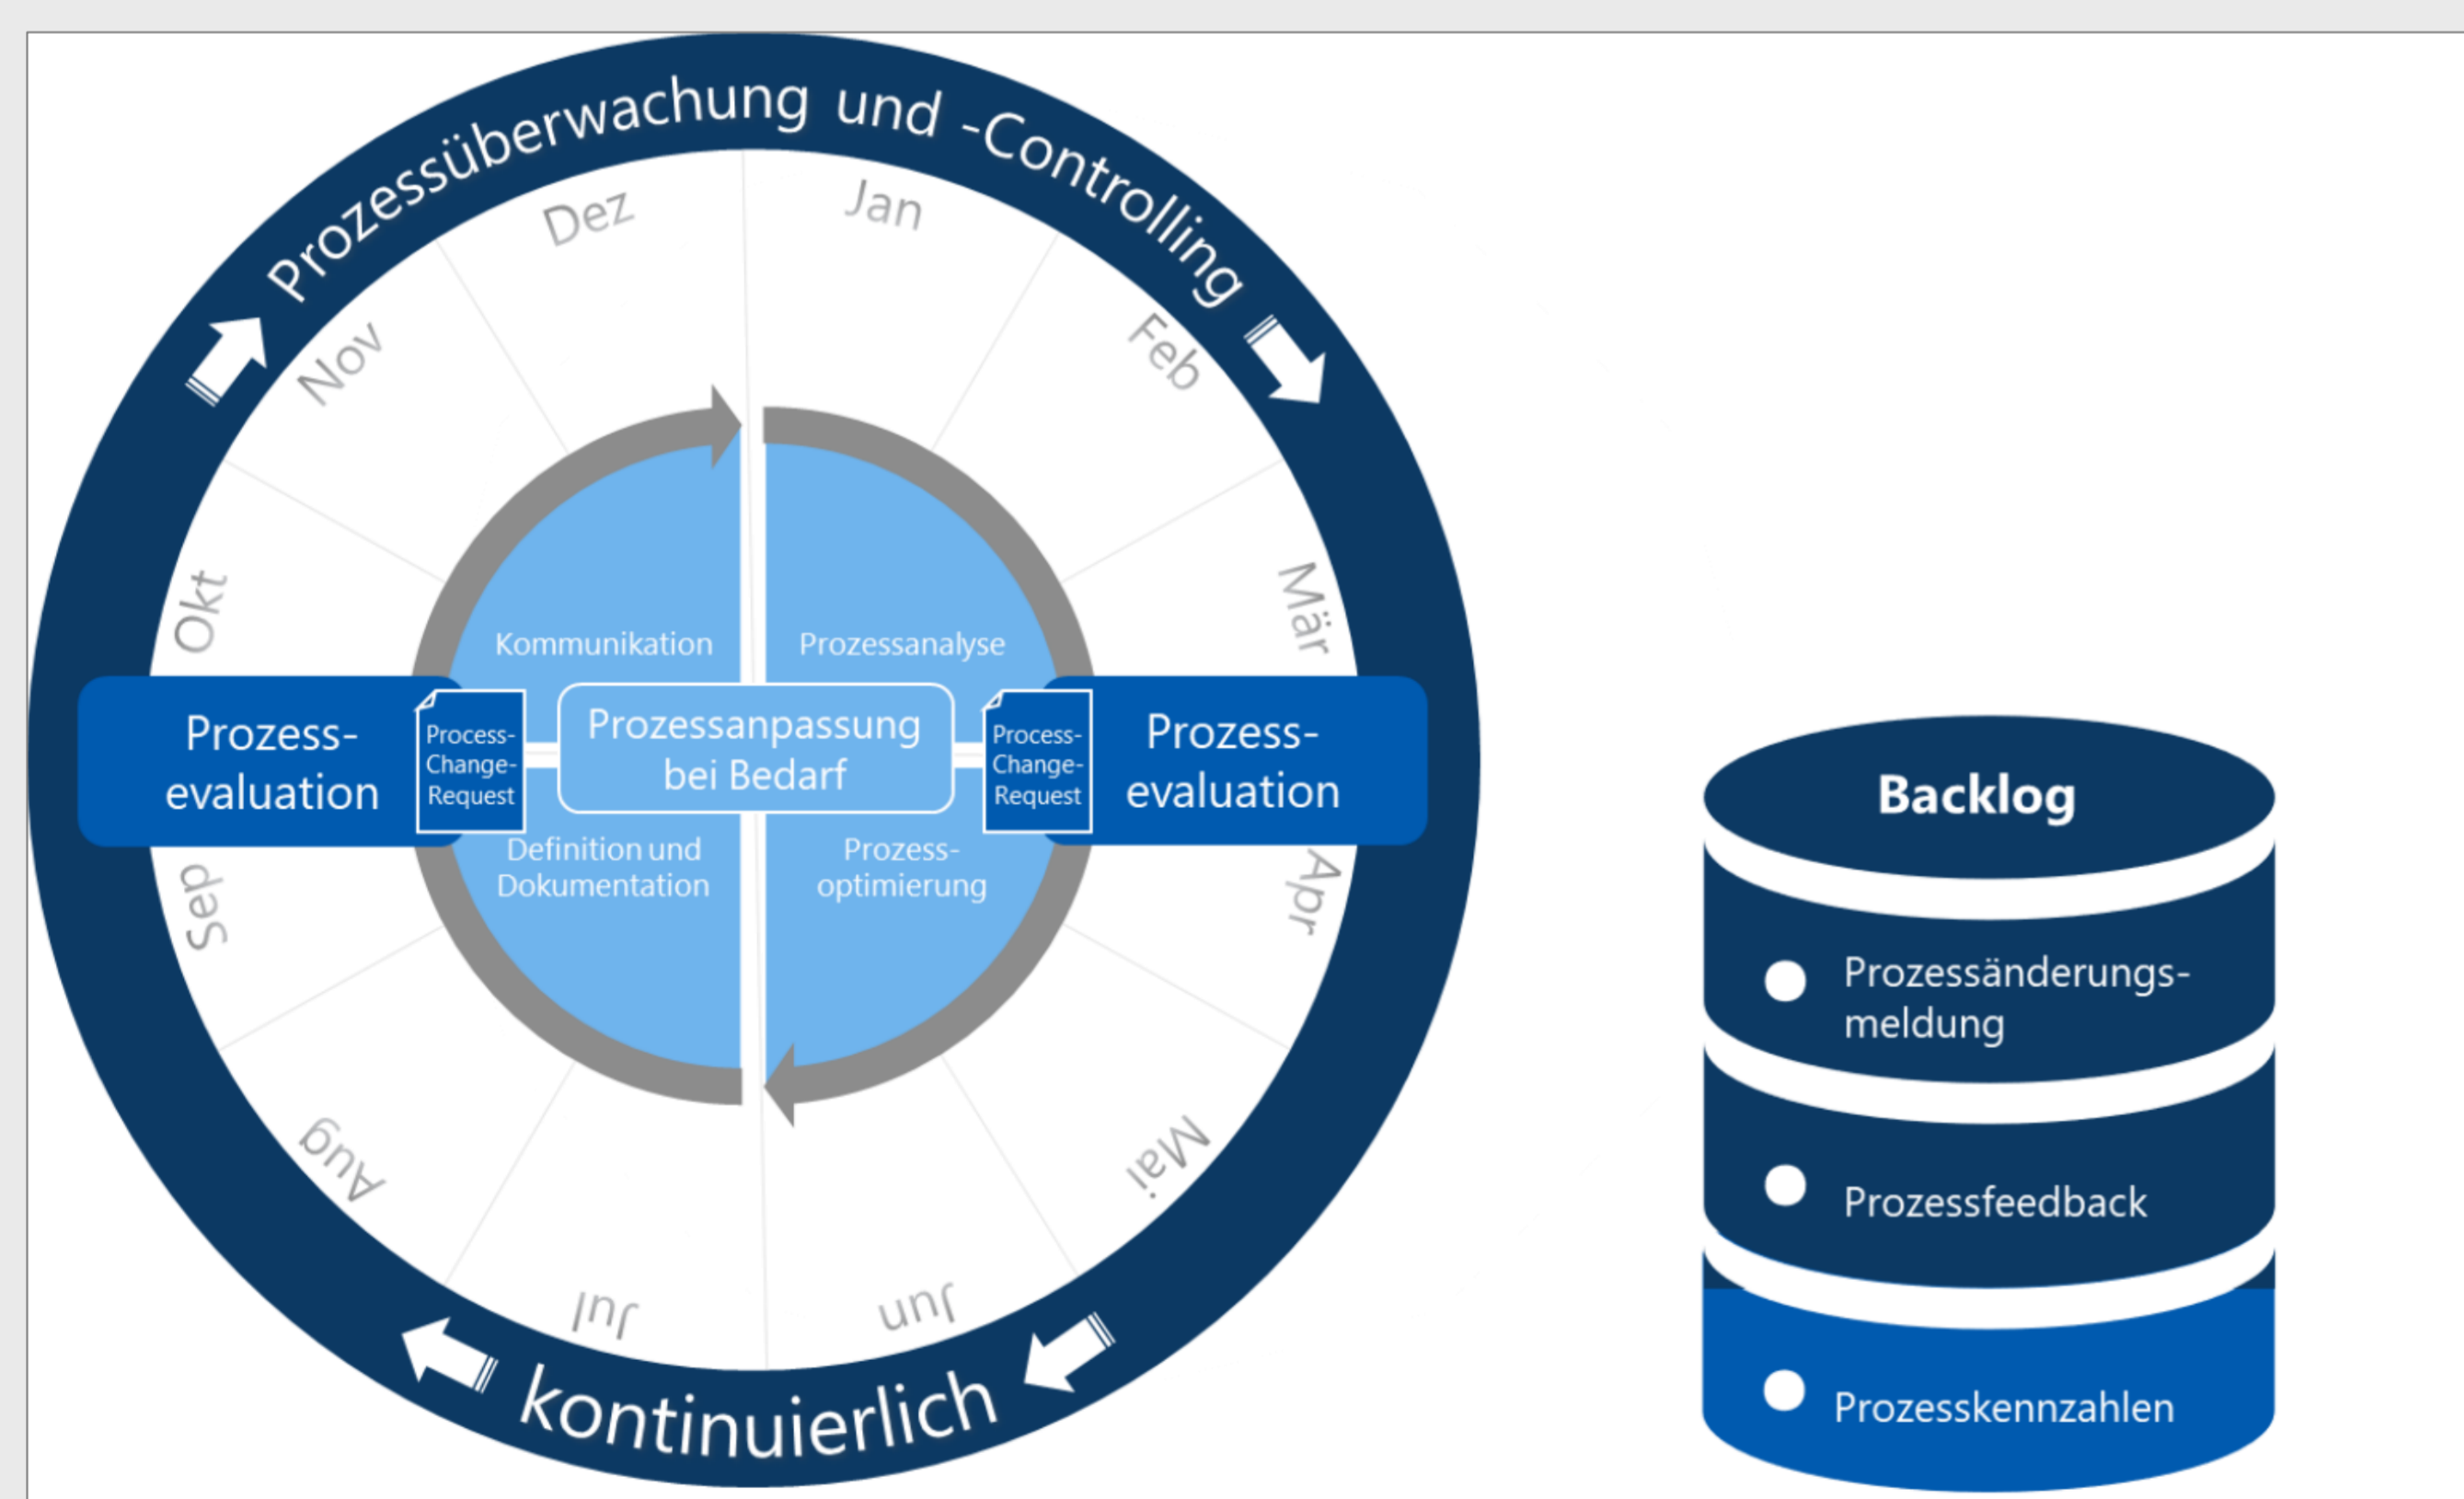 Prozessüberwachung und -Controlling
Jan
Feb
Mär
Apr
Mai
Jun
Jul
Aug
Sep
Okt
Nov
Dez
Kommunikation
Prozessanalyse
Prozess-
evaluation
Process-
Change-
Request
Prozessanpassung
bei Bedarf
Process-
Change-
Request
Prozess-
evaluation
Definition und
Dokumentation
Prozess-
optimierung
kontinuierlich
Backlog
Prozessänderungs-
meldung
Prozessfeedback
Prozesskennzahlen